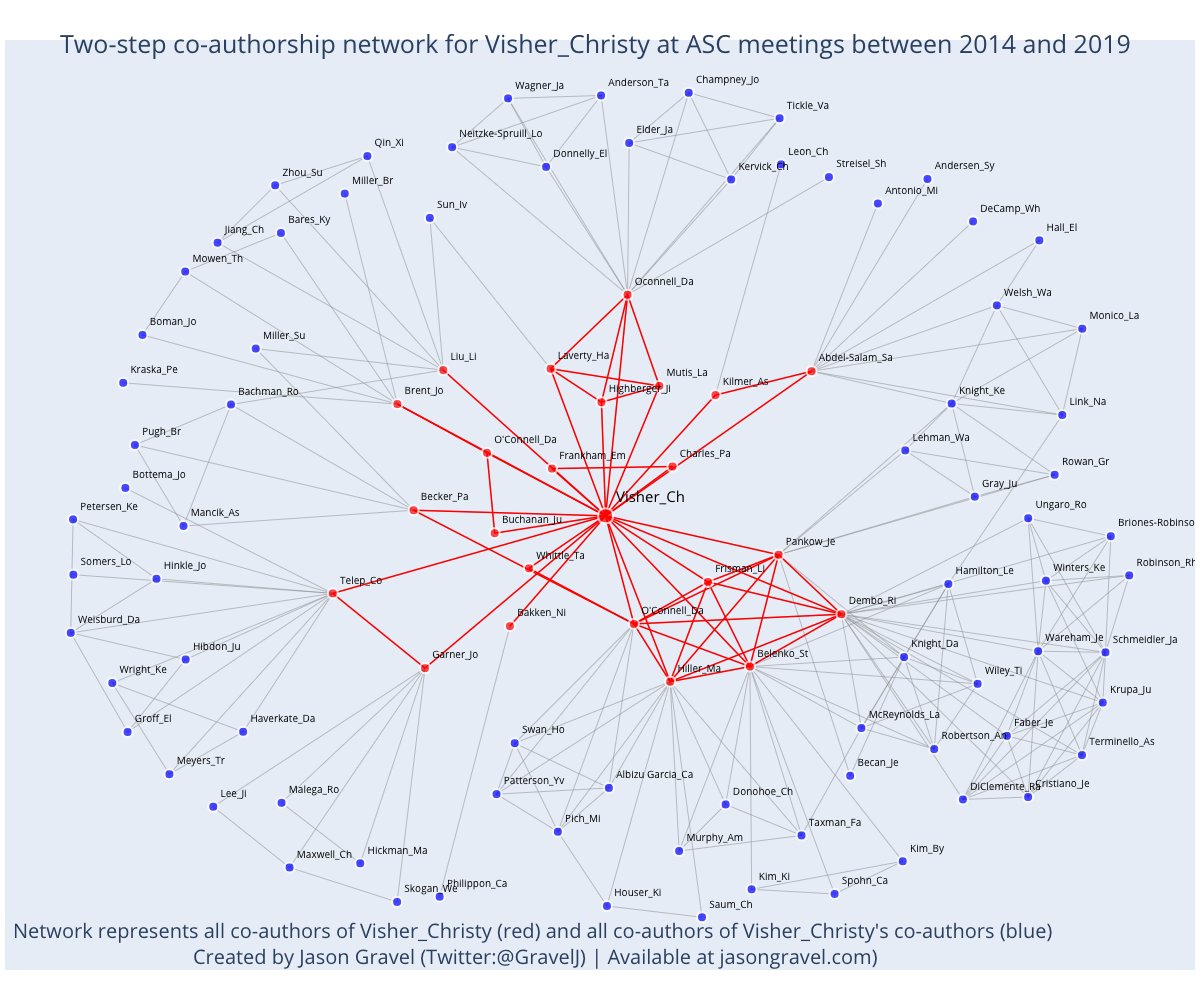 Two-step co-authorship network for Visher_Christy at ASC meetings between 2014 and 2019
Wagner_Ja
Anderson_Ta
Champney_Jo
Tickle_Va
Neitzke-Spruill_Lo
Elder_Ja
Qin_Xi
Donnelly_El
Leon_Ch
Kervick_Ch
Streisel_Sh
Andersen_Sy
Zhou_Su
Miller_Br
Antonio_Mi
Sun_Iv
DeCamp_Wh
Bares_Ky
Jiang_Ch
Hall_El
Mowen_Th
Oconnell_Da
Welsh_Wa
Boman_Jo
Monico_La
Miller_Su
Liu_Li
Laverty_Ha
Abdel-Salam_Sa
Kraska_Pe
Mutis_La
Kilmer_As
Bachman_Ro
Brent_Jo
Highberger_Ji
Knight_Ke
Link_Na
Pugh_Br
O'Connell_Da
Lehman_Wa
Frankham_Em
Charles_Pa
Rowan_Gr
Bottema_Jo
Gray_Ju
Becker_Pa
Visher_Ch
Petersen_Ke
Mancik_As
Buchanan_Ju
Ungaro_Ro
Briones-Robinso
Pankow_Je
Whittle_Ta
Somers_Lo
Hinkle_Jo
Frisman_Li
Hamilton_Le
Winters_Ke
Robinson_Rh
Telep_Co
Dembo_Ri
Bakken_Ni
O'Connell_Da
Weisburd_Da
Wareham_Je
Schmeidler_Ja
Hibdon_Ju
Knight_Da
Garner_Jo
Hiller_Ma
Belenko_St
Wright_Ke
Wiley_Ti
Krupa_Ju
Groff_El
Haverkate_Da
McReynolds_La
Swan_Ho
Robertson_An
Faber_Je
Terminello_As
Meyers_Tr
Patterson_Yv
Albizu Garcia_Ca
Becan_Je
DiClemente_Ra
Cristiano_Je
Lee_Ji
Malega_Ro
Donohoe_Ch
Pich_Mi
Taxman_Fa
Murphy_Am
Maxwell_Ch
Hickman_Ma
Kim_By
Skogan_We
Philippon_Ca
Kim_Ki
Spohn_Ca
Houser_Ki
Saum_Ch
Network represents all co-authors of Visher_Christy (red) and all co-authors of Visher_Christy's co-authors (blue)
Created by Jason Gravel (Twitter:@GravelJ) | Available at jasongravel.com)